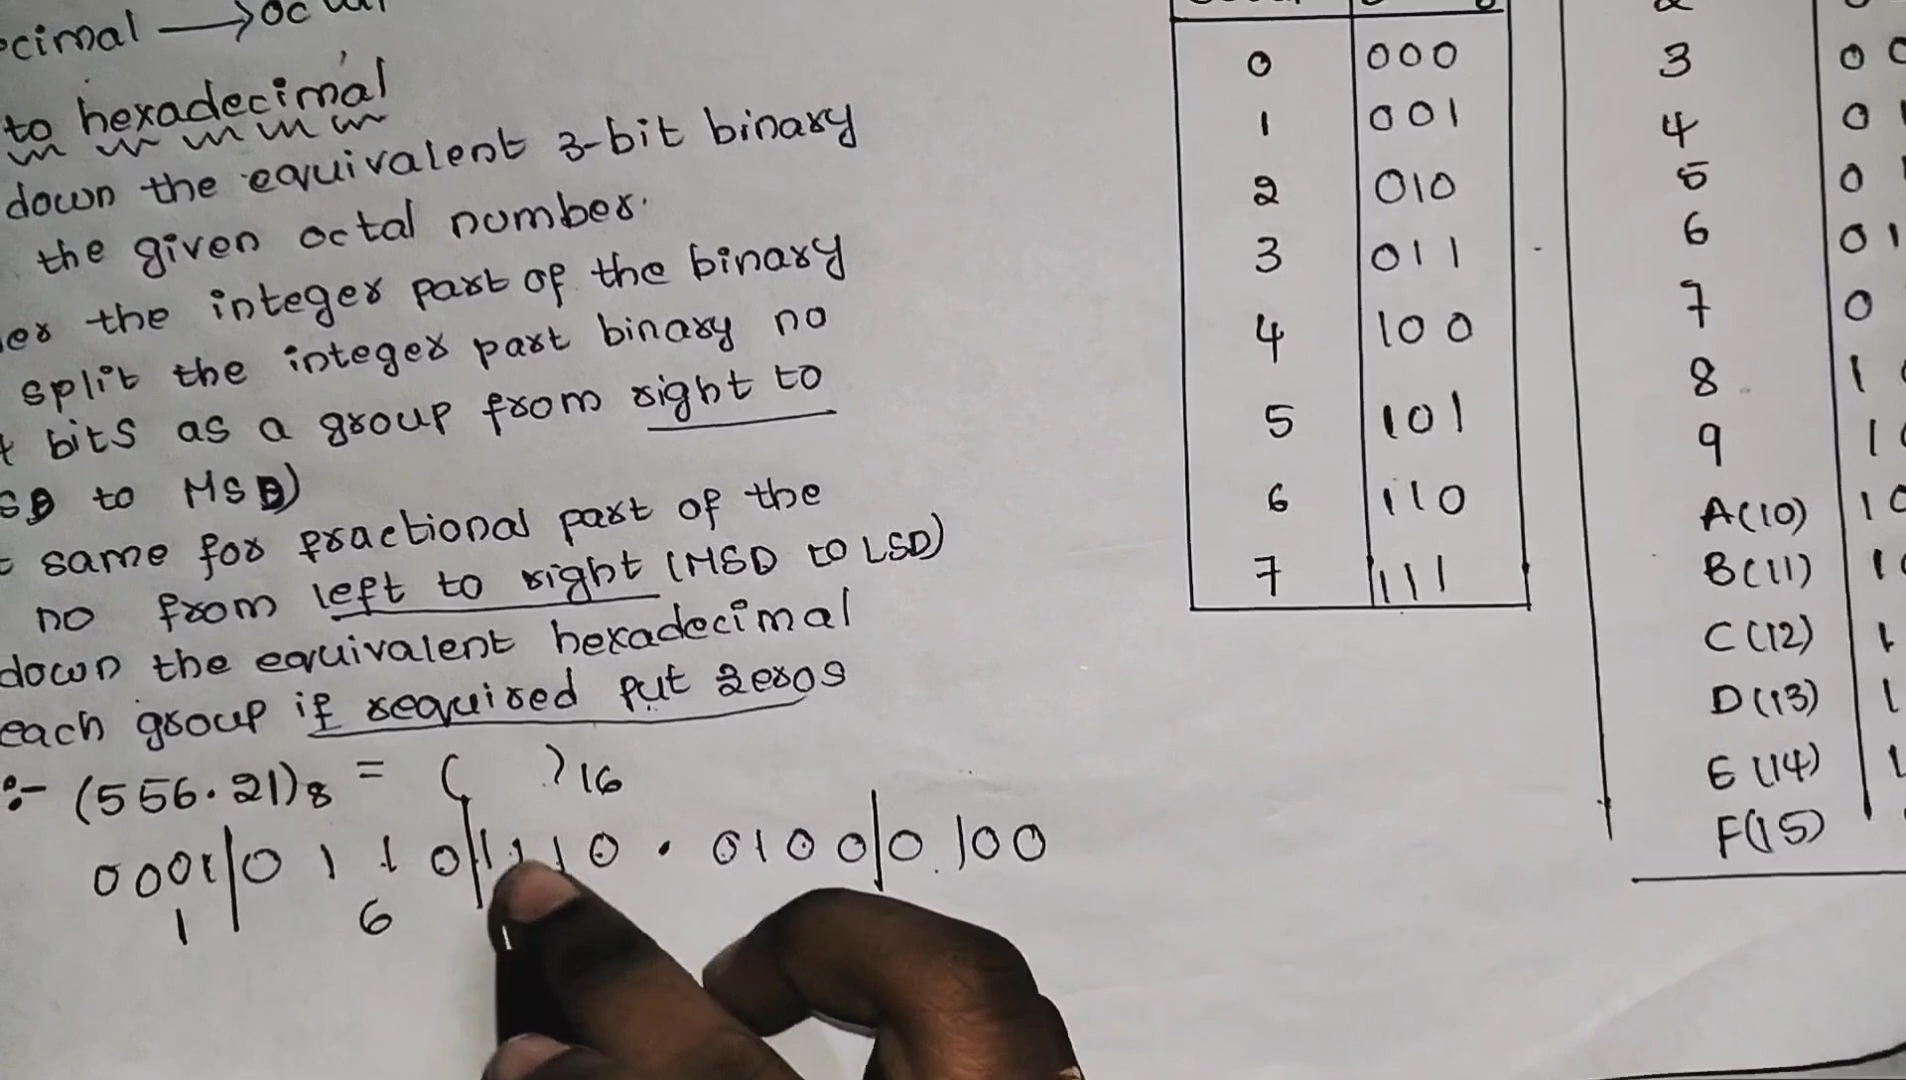 →
to hexadecimal
down the equivalent 3-bit binary
the given octal number.
the integer part of the binary
split the integer part binary no
bits as a group from right to
to MSD)
same for fractional part of the
no from left to right (MSD to LSD)
down the equivalent hexadecimal
each group if required put zeros
:- (556.21)8 = ( )16
0001|0110|1110 . 0100|0100
1 6
0 000
1 001
2 010
3 011
4 100
5 101
6 110
7 111
3
4
5
6
7
8
9
A(10)
B(11)
C(12)
D(13)
E(14)
F(15)